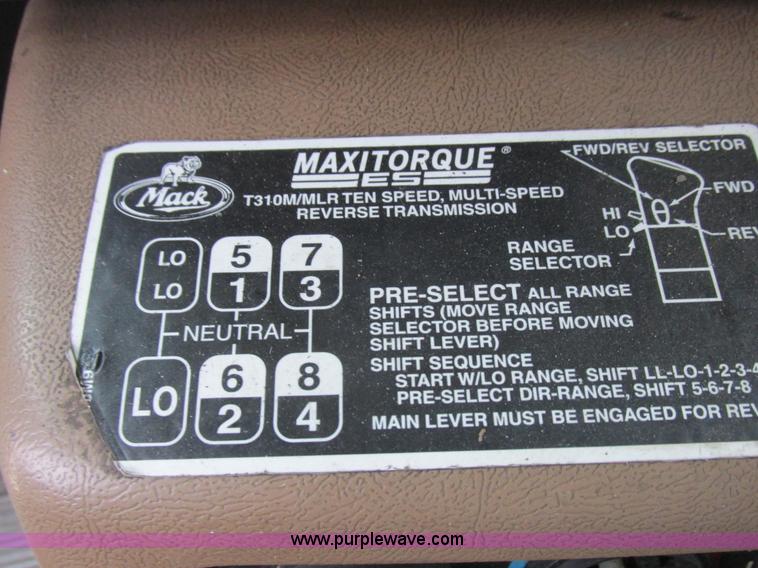 Mack
MAXITORQUE®
ES
T310M/MLR TEN SPEED, MULTI-SPEED
REVERSE TRANSMISSION
FWD/REV SELECTOR
FWD
HI
LO
REV
RANGE
SELECTOR
LO 5 7
LO 1 3
NEUTRAL
LO 6 8
2 4
PRE-SELECT ALL RANGE
SHIFTS (MOVE RANGE
SELECTOR BEFORE MOVING
SHIFT LEVER)
SHIFT SEQUENCE
START W/LO RANGE, SHIFT LL-LO-1-2-3-4
PRE-SELECT DIR-RANGE, SHIFT 5-6-7-8
MAIN LEVER MUST BE ENGAGED FOR REV
www.purplewave.com